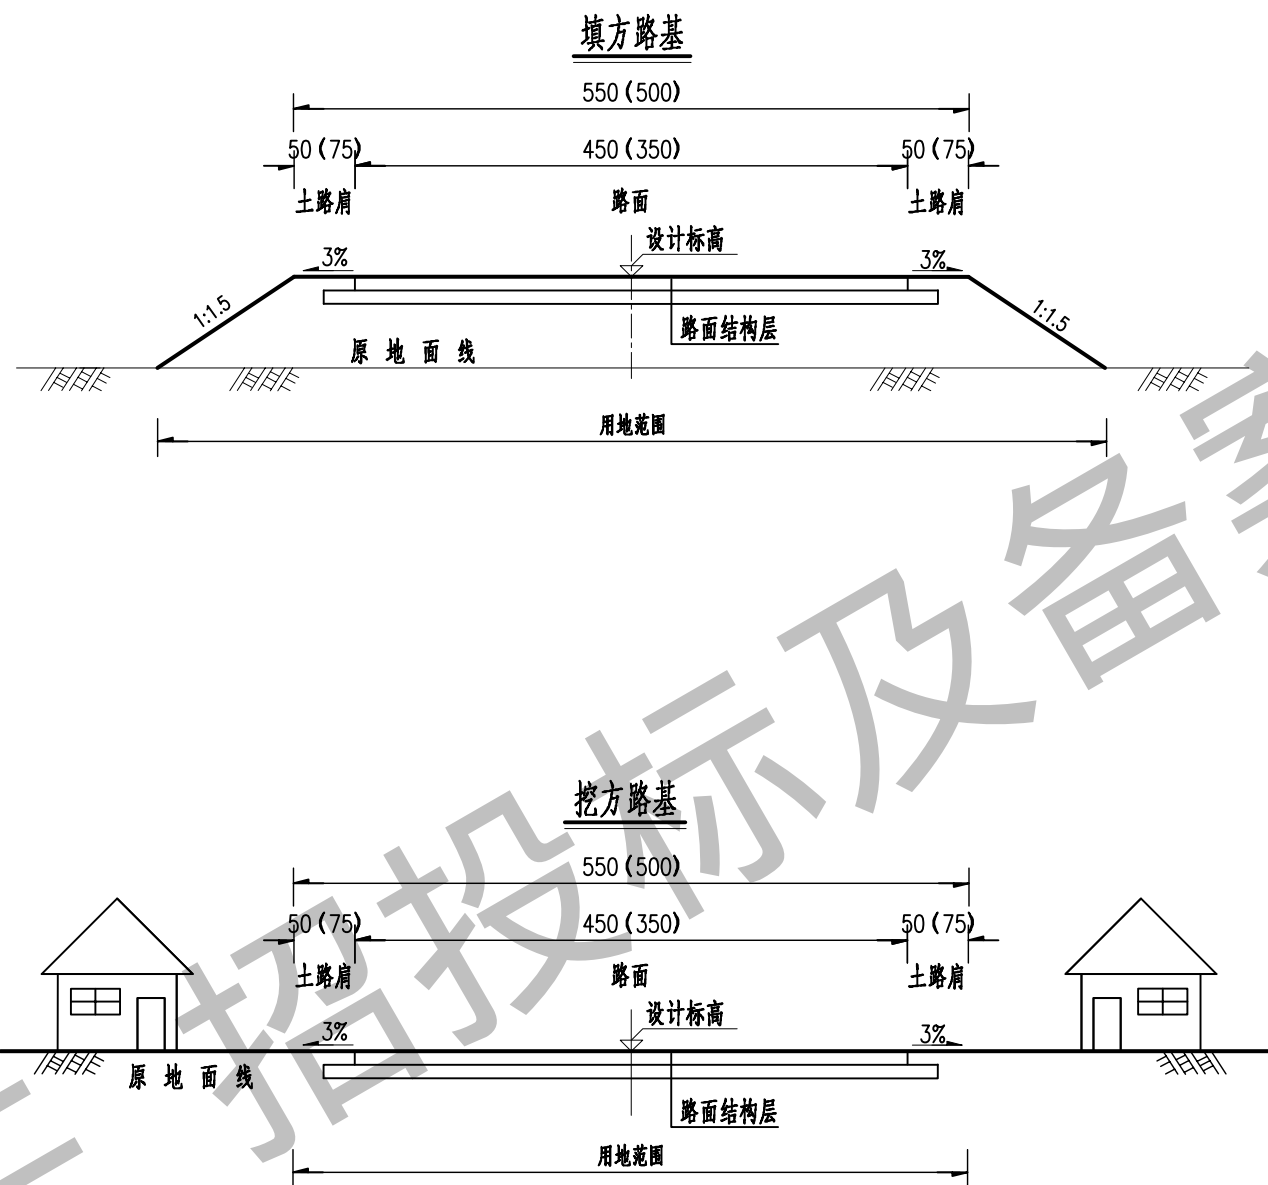 填方路基
550(500)
50(75) 450(350) 50(75)
土路肩 路面 土路肩
设计标高
3% 3%
1:1.5 1:1.5
路面结构层
原地面线
用地范围
挖方路基
550(500)
50(75) 450(350) 50(75)
土路肩 路面 土路肩
设计标高
3% 3%
原地面线
路面结构层
用地范围
招投标及备案